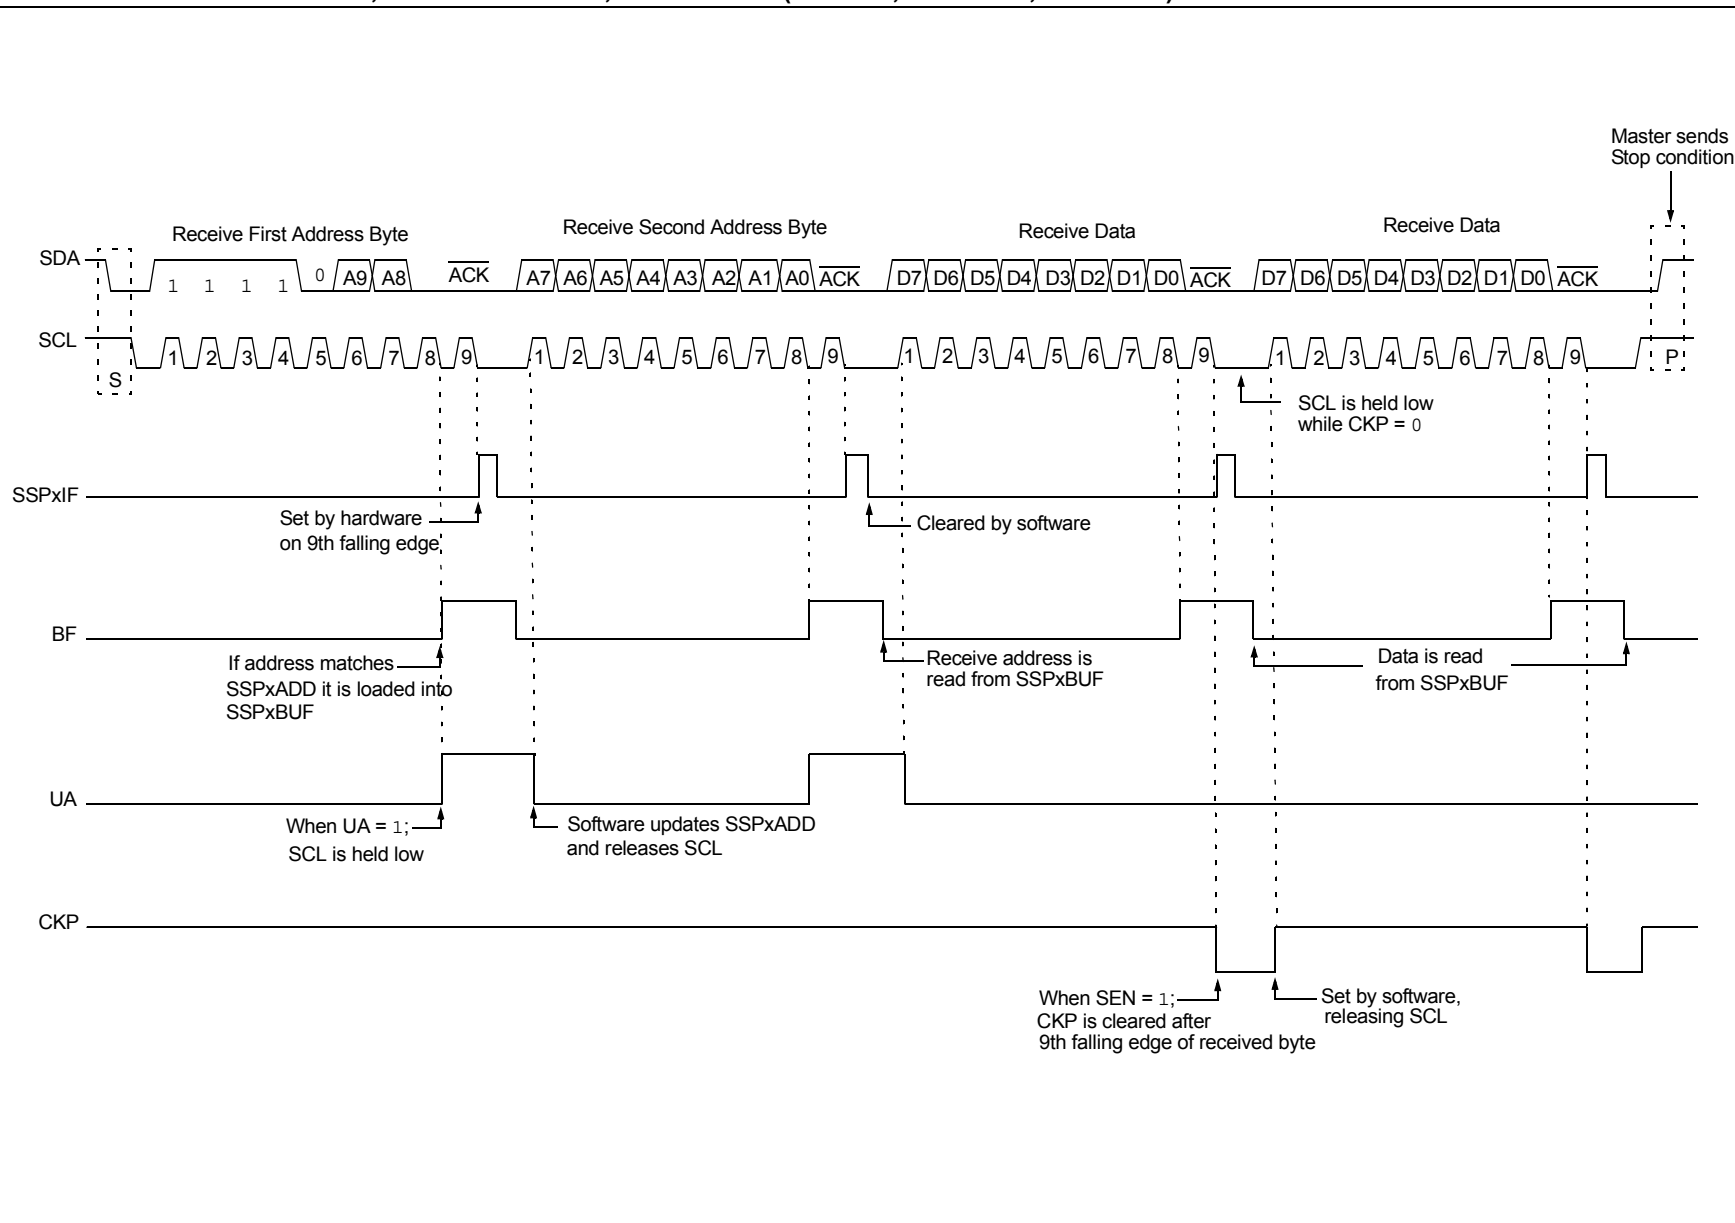 Master sends
Stop condition
Receive First Address Byte
Receive Second Address Byte
Receive Data
Receive Data
SDA
1 1 1 1 0 A9 A8 ACK A7 A6 A5 A4 A3 A2 A1 A0 ACK D7 D6 D5 D4 D3 D2 D1 D0 ACK D7 D6 D5 D4 D3 D2 D1 D0 ACK
SCL
S 1 2 3 4 5 6 7 8 9 1 2 3 4 5 6 7 8 9 1 2 3 4 5 6 7 8 9 1 2 3 4 5 6 7 8 9 P
SCL is held low
while CKP = 0
SSPxIF
Set by hardware
on 9th falling edge
Cleared by software
BF
If address matches
SSPxADD it is loaded into
SSPxBUF
Receive address is
read from SSPxBUF
Data is read
from SSPxBUF
UA
When UA = 1;
SCL is held low
Software updates SSPxADD
and releases SCL
CKP
When SEN = 1;
CKP is cleared after
9th falling edge of received byte
Set by software,
releasing SCL